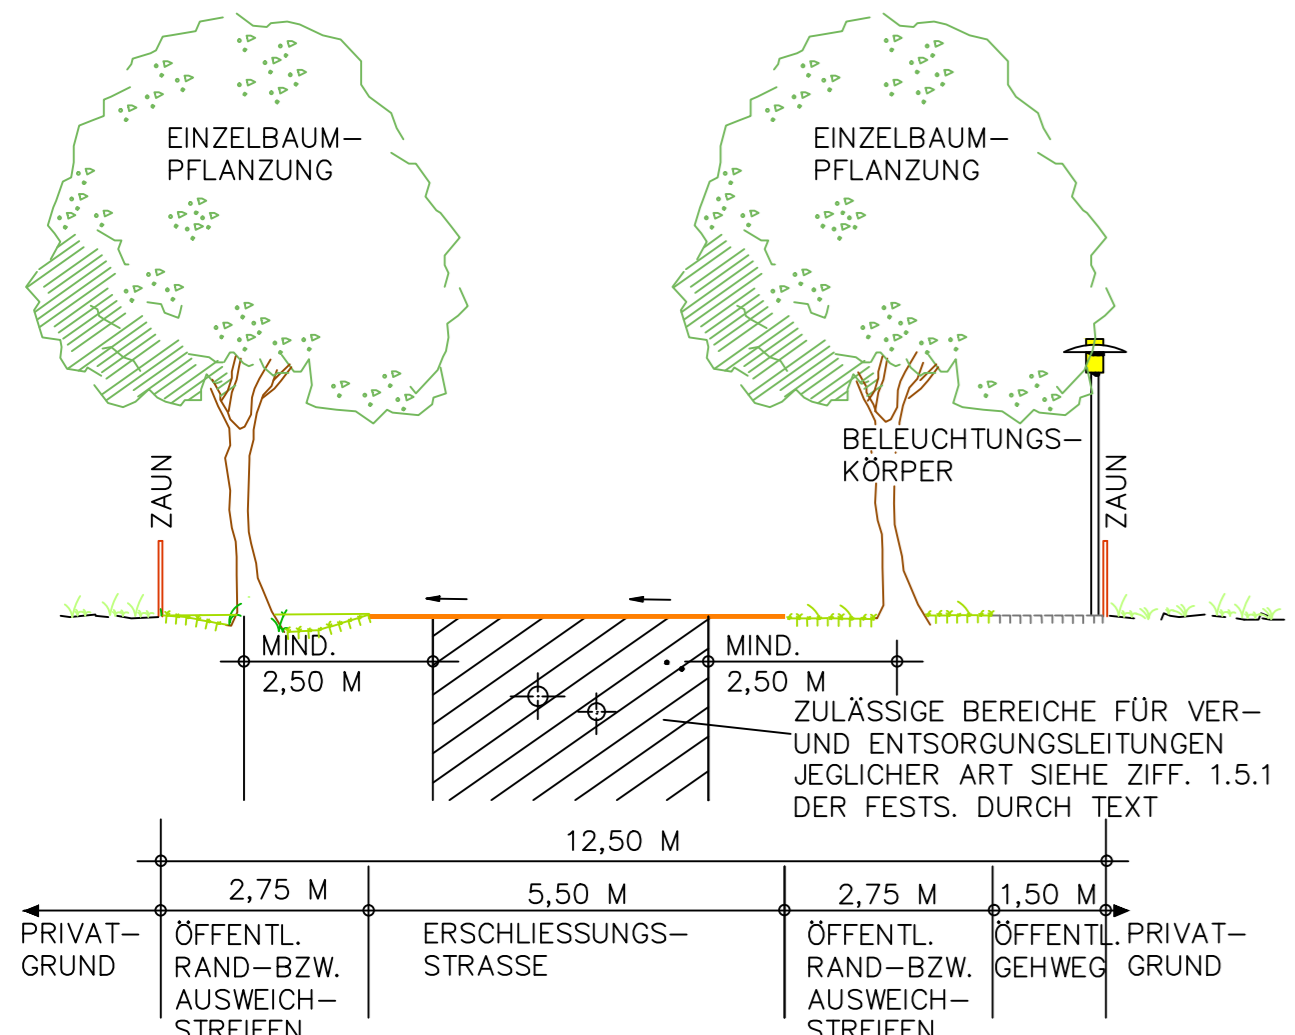 EINZELBAUM–
PFLANZUNG
EINZELBAUM–
PFLANZUNG
BELEUCHTUNGS–
KÖRPER
ZAUN
ZAUN
MIND.
2,50 M
MIND.
2,50 M
ZULÄSSIGE BEREICHE FÜR VER–
UND ENTSORGUNGSLEITUNGEN
JEGLICHER ART SIEHE ZIFF. 1.5.1
DER FESTS. DURCH TEXT
12,50 M
2,75 M
5,50 M
2,75 M
1,50 M
PRIVAT–
GRUND
ÖFFENTL.
RAND–BZW.
AUSWEICH–
STREIFEN
ERSCHLIESSUNGS–
STRASSE
ÖFFENTL.
RAND–BZW.
AUSWEICH–
STREIFEN
ÖFFENTL.
GEHWEG
PRIVAT–
GRUND